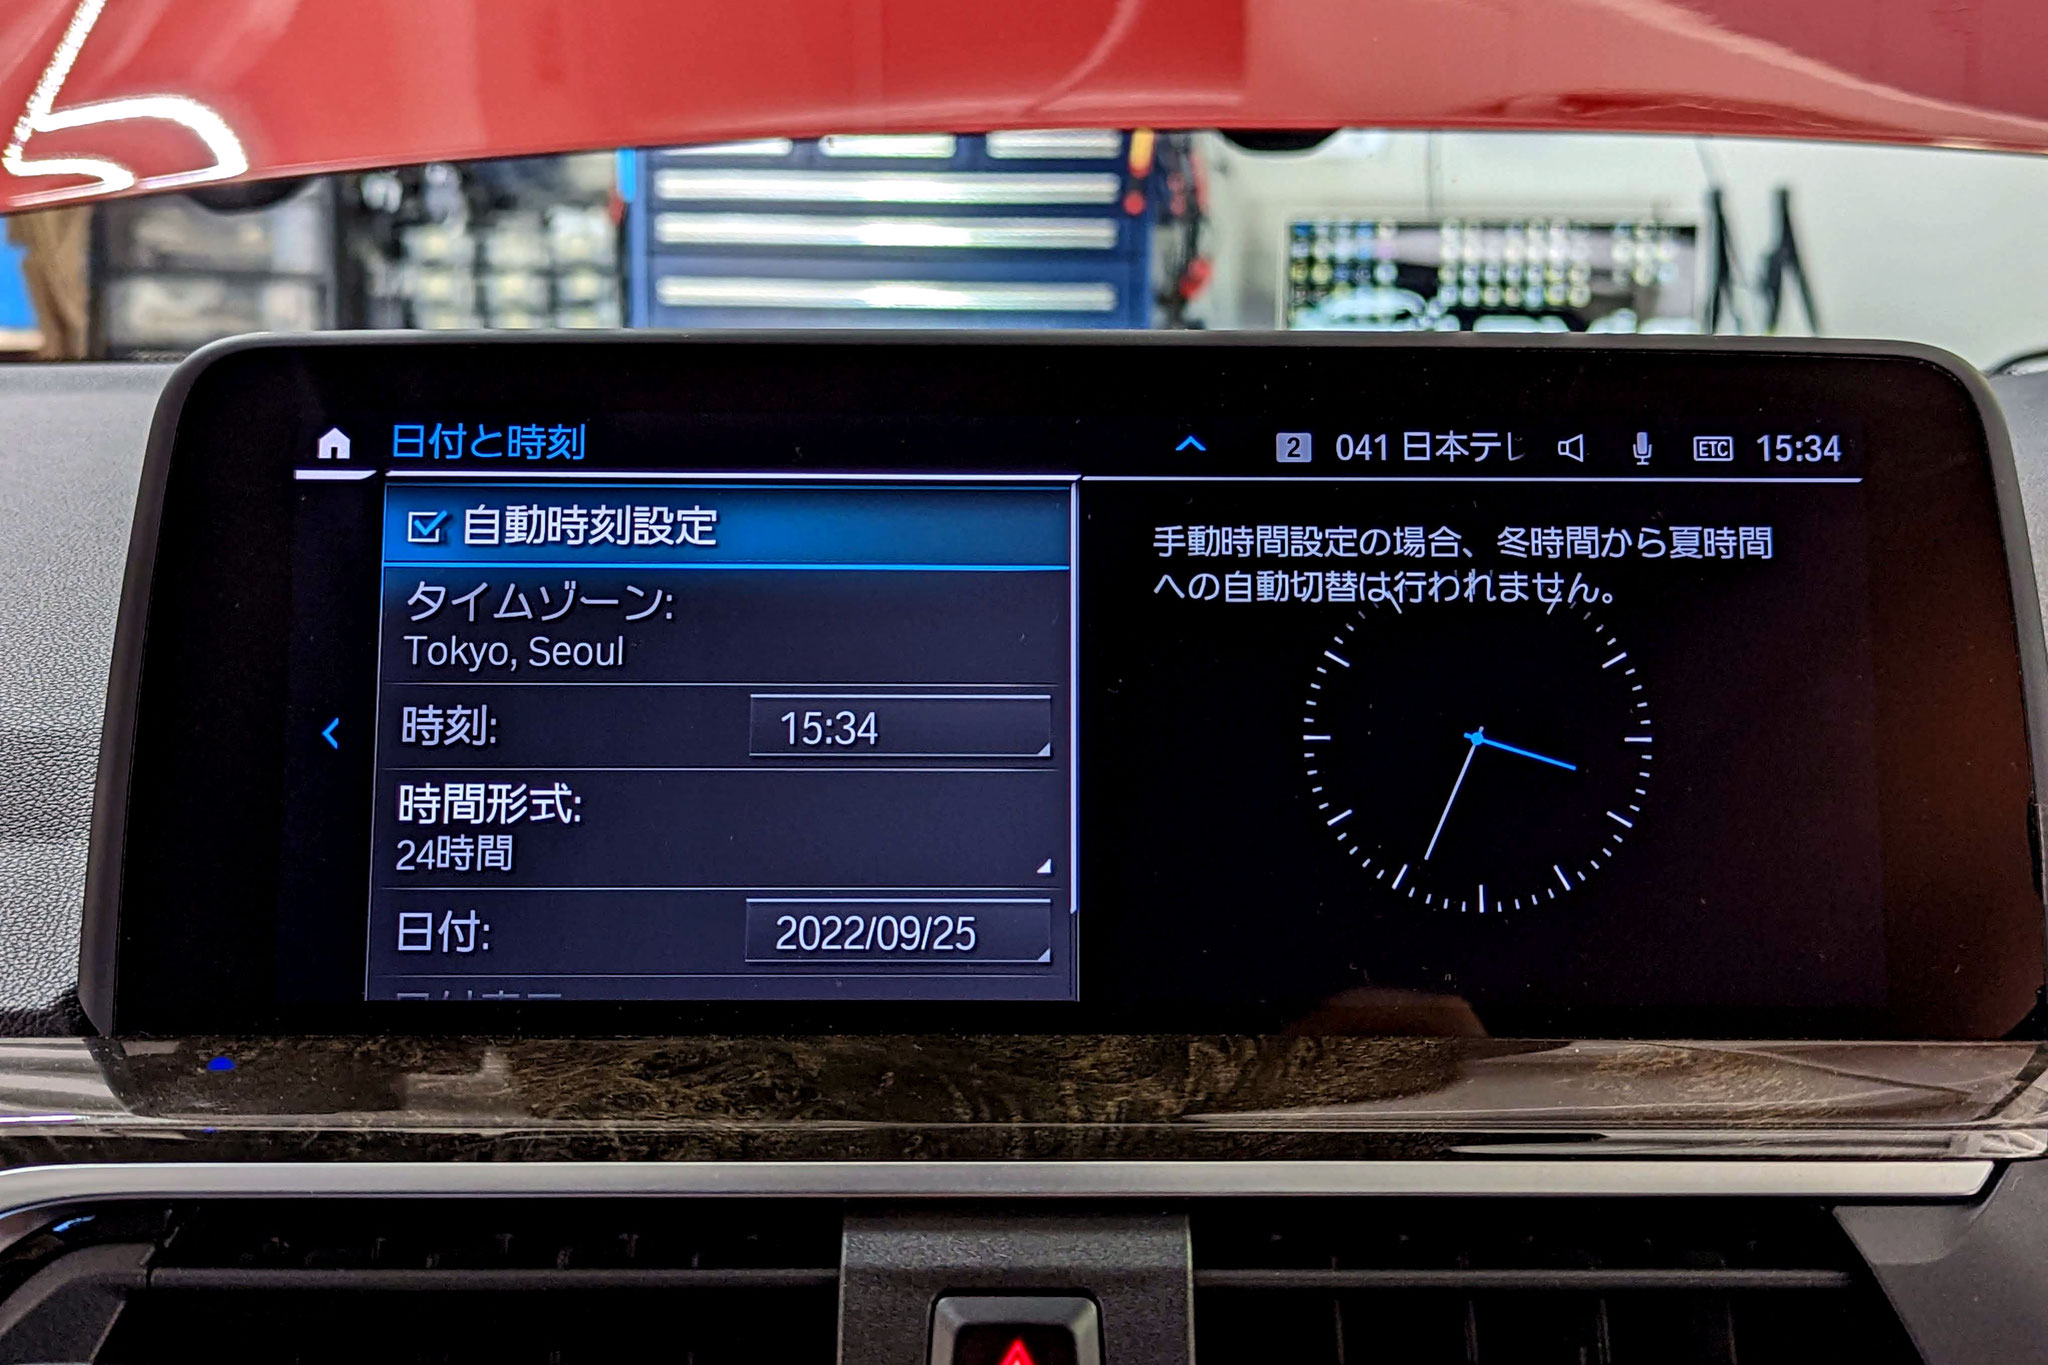 日付と時刻
2 041 日本テレ ETC 15:34
自動時刻設定
タイムゾーン:
Tokyo, Seoul
時刻: 15:34
時間形式:
24時間
日付: 2022/09/25
手動時間設定の場合、冬時間から夏時間
への自動切替は行われません。